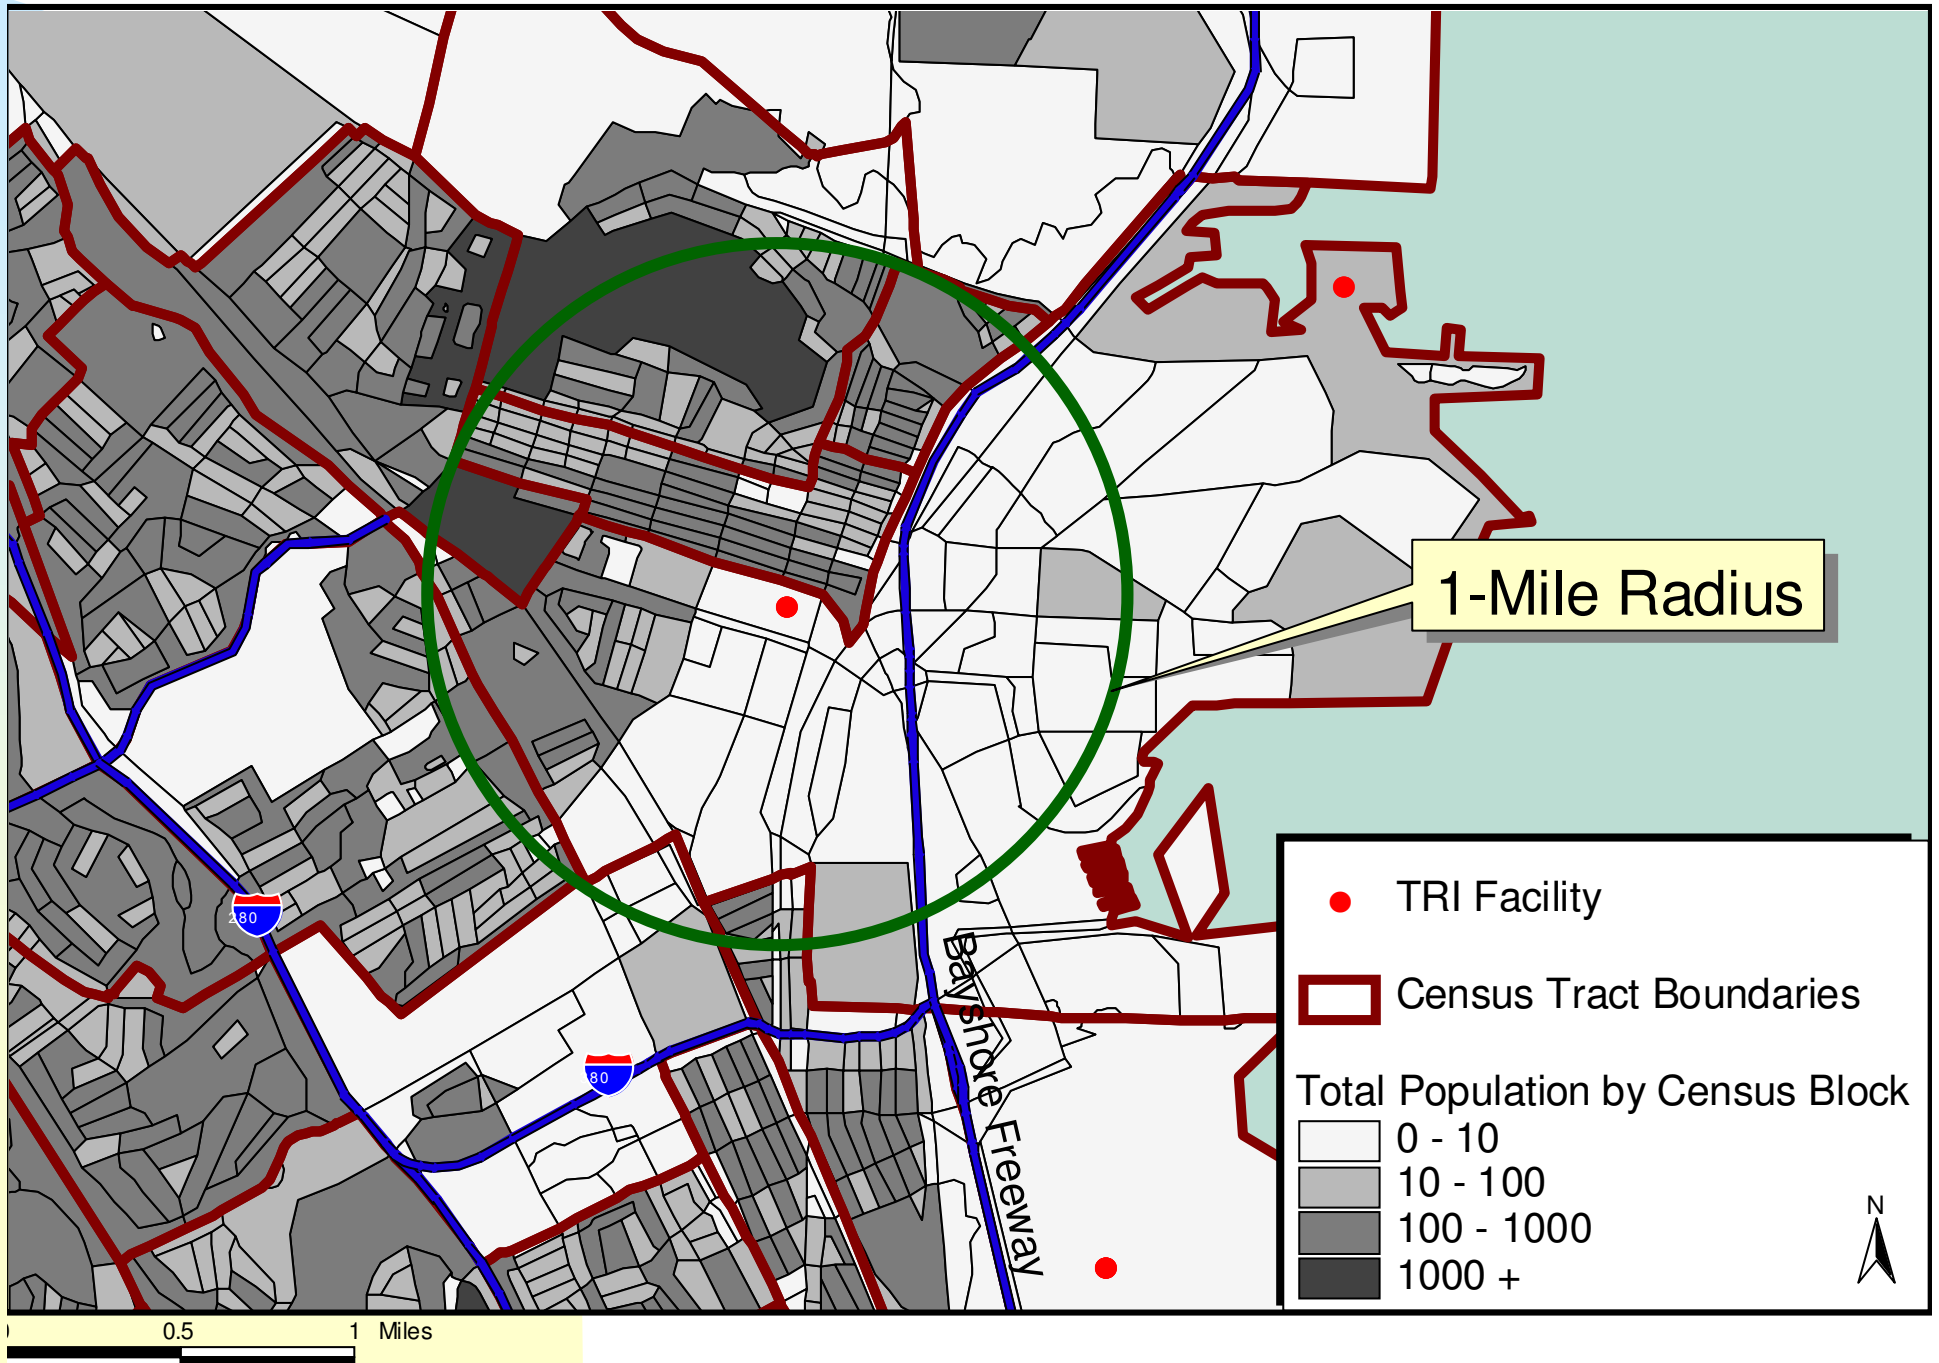 1-Mile Radius
280
80
Bayshore Freeway
TRI Facility
Census Tract Boundaries
Total Population by Census Block
0 - 10
10 - 100
100 - 1000
1000 +
N
0.5 1 Miles